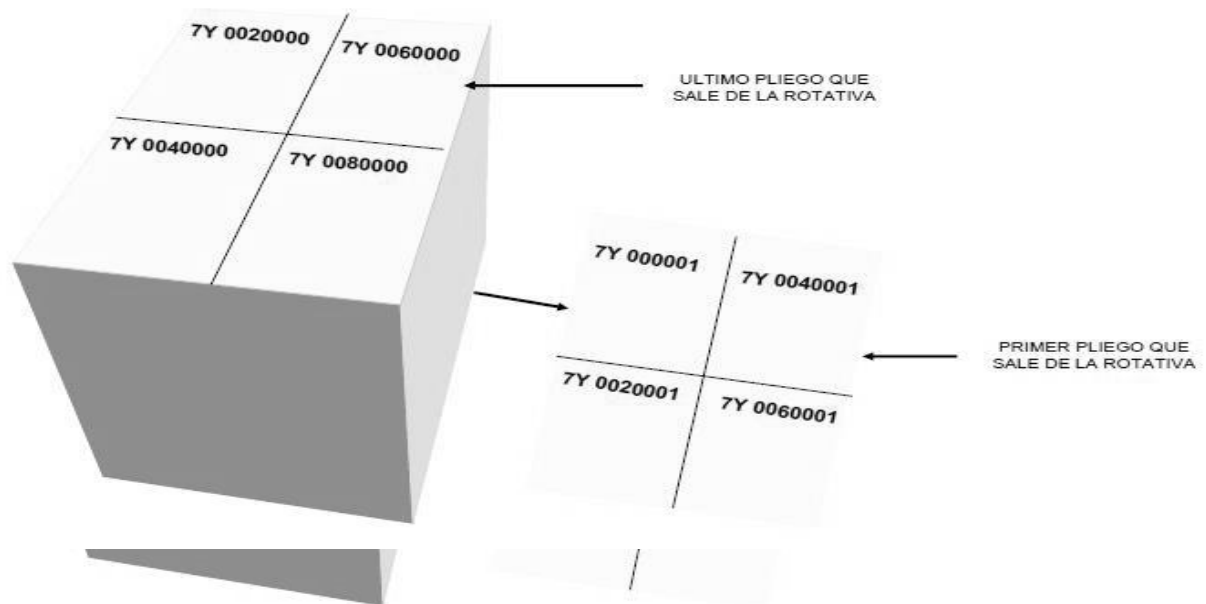 7Y 0020000
7Y 0060000
ULTIMO PLIEGO QUE
SALE DE LA ROTATIVA
7Y 0040000
7Y 0080000
7Y 000001
7Y 0040001
PRIMER PLIEGO QUE
SALE DE LA ROTATIVA
7Y 0020001
7Y 0060001